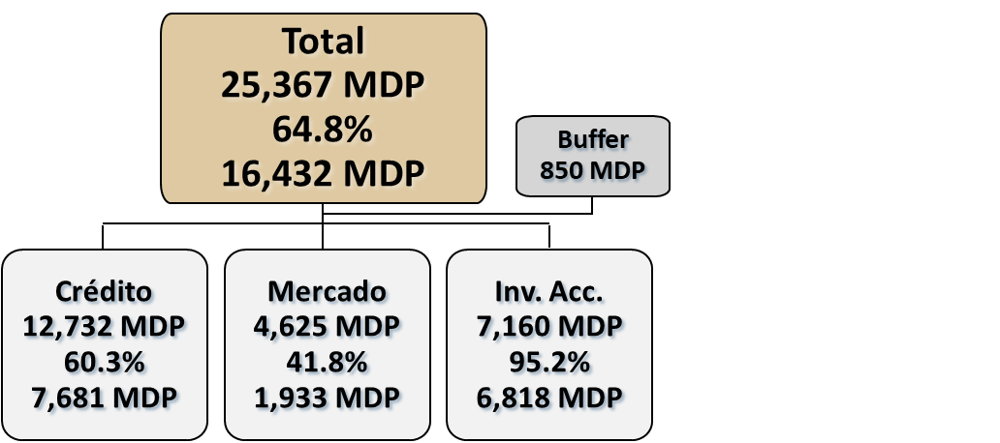 Total
25,367 MDP
64.8%
16,432 MDP
Buffer
850 MDP
Crédito
12,732 MDP
60.3%
7,681 MDP
Mercado
4,625 MDP
41.8%
1,933 MDP
Inv. Acc.
7,160 MDP
95.2%
6,818 MDP